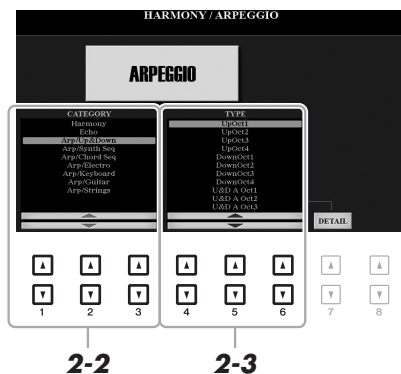 HARMONY / ARPEGGIO
ARPEGGIO
CATEGORY
Harmony
Echo
Arp/Up&Down
Arp/Synth Seq
Arp/Chord Seq
Arp/Electro
Arp/Keyboard
Arp/Guitar
Arp/Strings
TYPE
UpOct1
UpOct2
UpOct3
UpOct4
DownOct1
DownOct2
DownOct3
DownOct4
U&D A Oct1
U&D A Oct2
U&D A Oct3
DETAIL
1 2 3 4 5 6 7 8
2-2 2-3